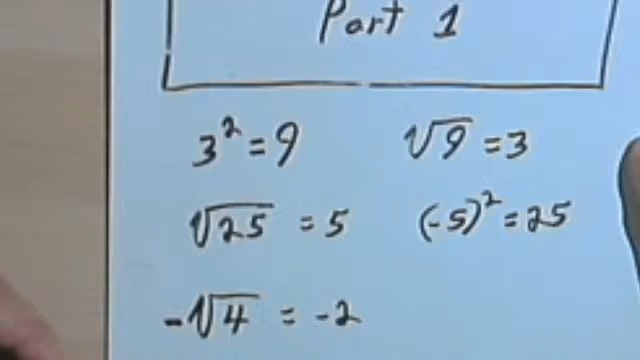 Part 1
3² = 9 √9 = 3
√25 = 5 (-5)² = 25
-√4 = -2